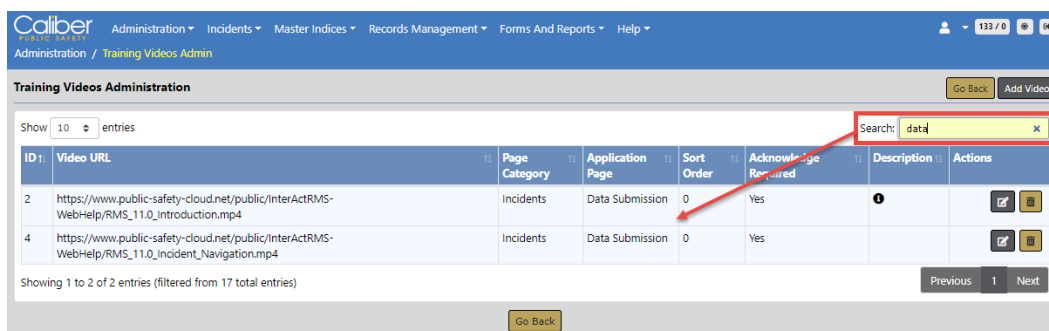 Caliber
PUBLIC SAFETY
Administration Incidents Master Indices Records Management Forms And Reports Help
133 / 0
Administration / Training Videos Admin
Training Videos Administration
Go Back
Add Video
Show 10 entries
Search: data
ID Video URL Page Category Application Page Sort Order Acknowledge Required Description Actions
2 https://www.public-safety-cloud.net/public/InterActRMS-
WebHelp/RMS_11.0_Introduction.mp4
Incidents Data Submission 0 Yes
4 https://www.public-safety-cloud.net/public/InterActRMS-
WebHelp/RMS_11.0_Incident_Navigation.mp4
Incidents Data Submission 0 Yes
Showing 1 to 2 of 2 entries (filtered from 17 total entries)
Previous 1 Next
Go Back